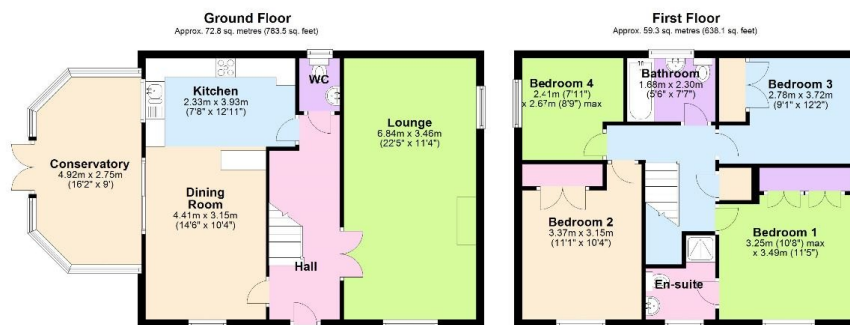 Ground Floor
Approx. 72.8 sq. metres (783.5 sq. feet)
Kitchen
2.33m x 3.93m
(7'8" x 12'11")
WC
Lounge
6.84m x 3.46m
(22'5" x 11'4")
Conservatory
4.92m x 2.75m
(16'2" x 9')
Dining
Room
4.41m x 3.15m
(14'6" x 10'4")
Hall
First Floor
Approx. 59.3 sq. metres (638.1 sq. feet)
Bedroom 4
2.41m (7'11")
x 2.67m (8'9") max
Bathroom
1.68m x 2.30m
(5'6" x 7'7")
Bedroom 3
2.78m x 3.72m
(9'1" x 12'2")
Bedroom 2
3.37m x 3.15m
(11'1" x 10'4")
Bedroom 1
3.25m (10'8") max
x 3.49m (11'5")
En-suite